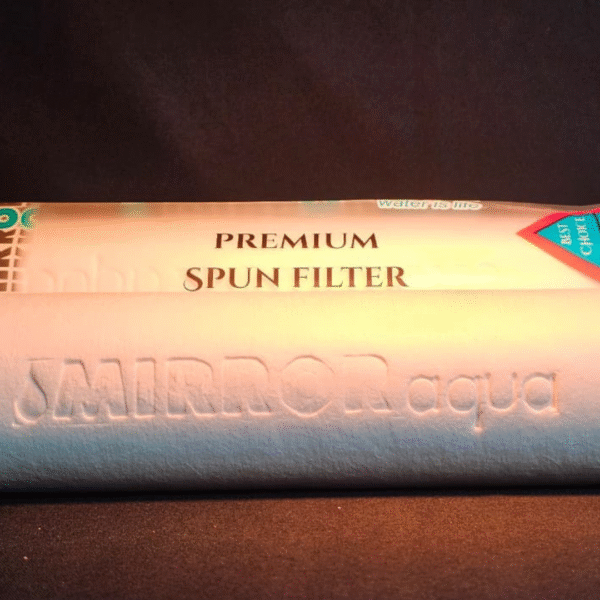 water is life
PREMIUM
SPUN FILTER
BEST
CHOICE
SMIRROR aqua